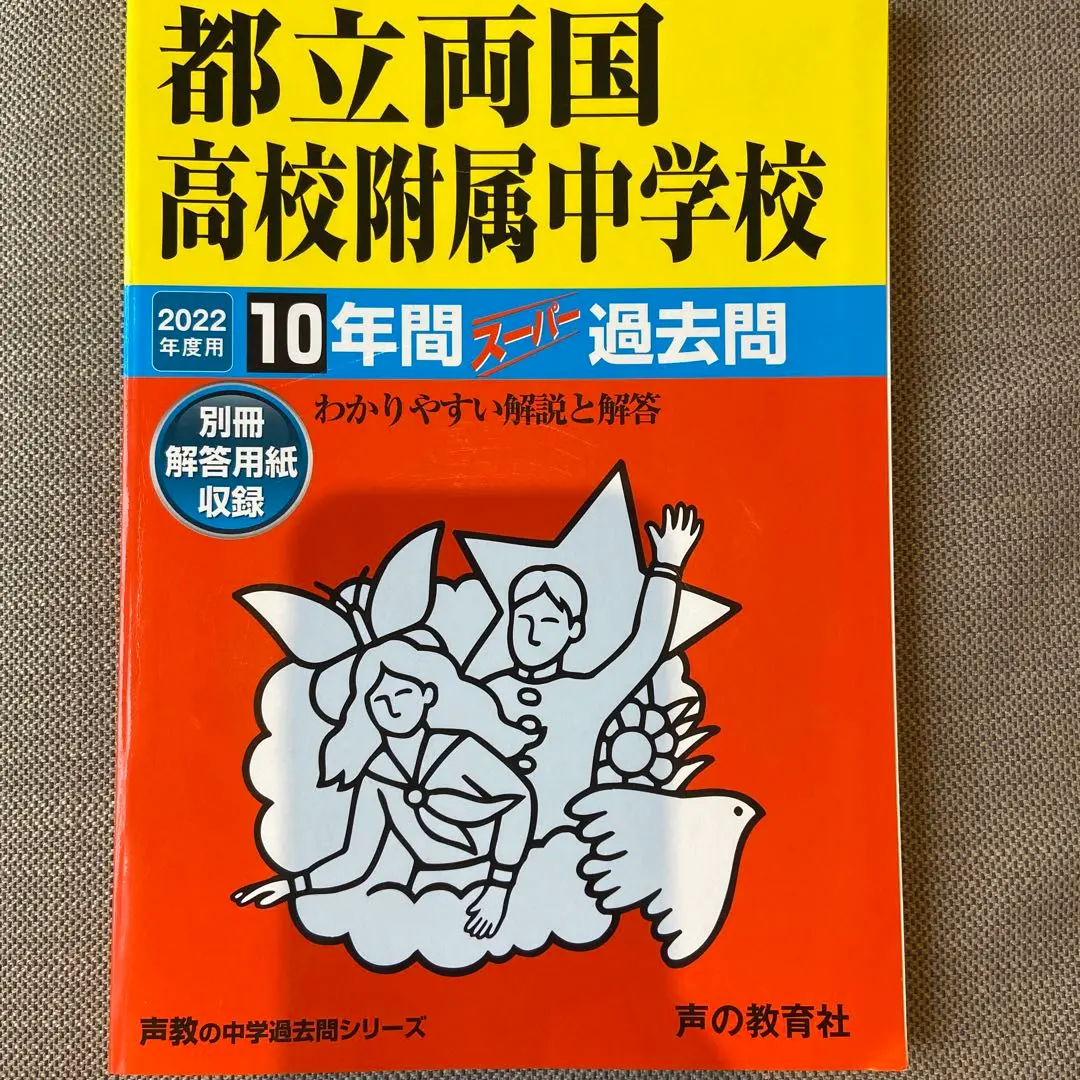 都立両国
高校附属中学校
2022
年度用
10年間スーパー過去問
わかりやすい解説と解答
別冊
解答用紙
収録
声教の中学過去問シリーズ
声の教育社